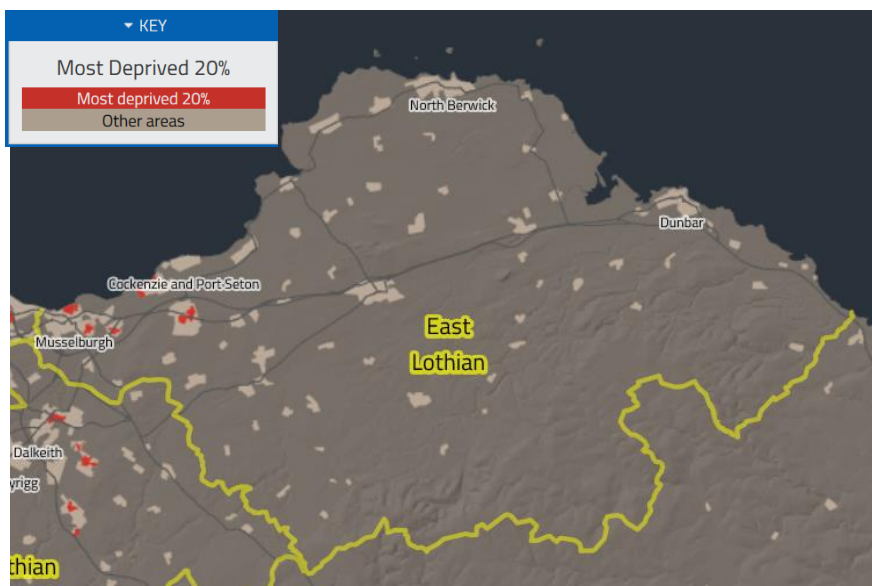 KEY
Most Deprived 20%
Most deprived 20%
Other areas
North Berwick
Dunbar
Cockenzie and Port Seton
East
Lothian
Musselburgh
Dalkeith
yrigg
thian